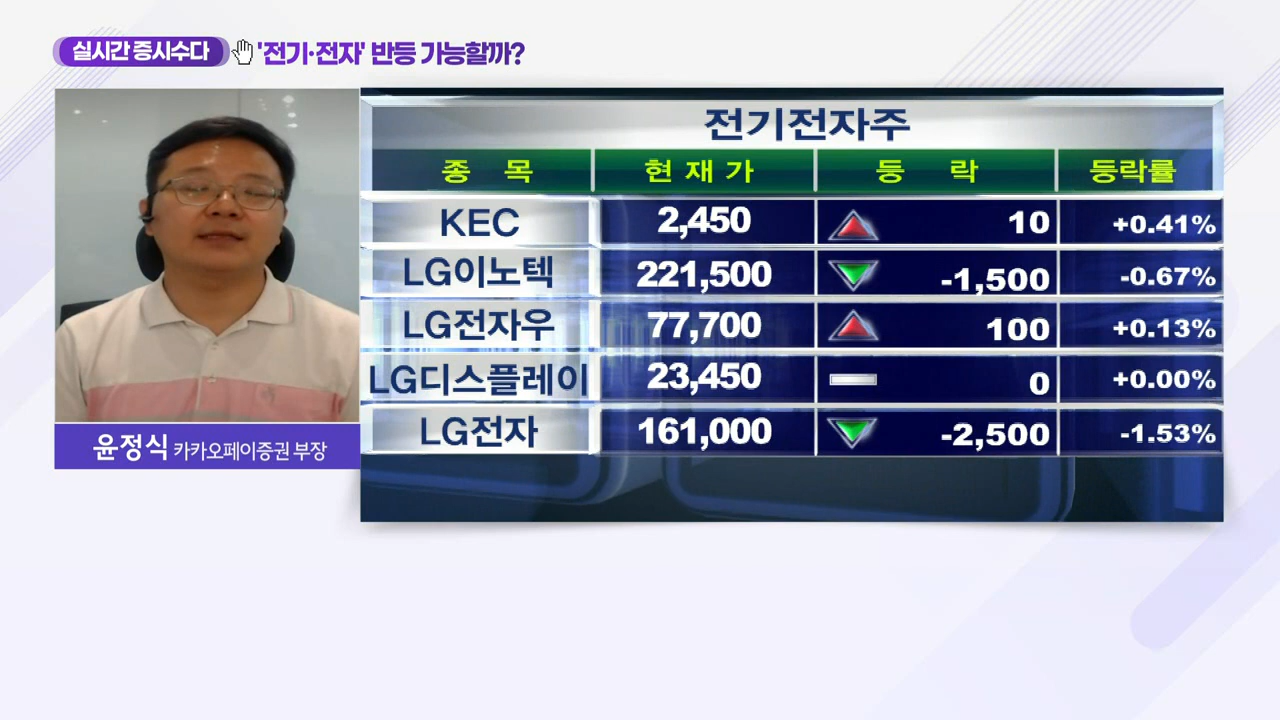 실시간 증시수다 '전기·전자' 반등 가능할까?
전기전자주
종 목 현 재 가 등 락 등락률
KEC 2,450 10 +0.41%
LG이노텍 221,500 -1,500 -0.67%
LG전자우 77,700 100 +0.13%
LG디스플레이 23,450 0 +0.00%
LG전자 161,000 -2,500 -1.53%
윤정식 카카오페이증권 부장